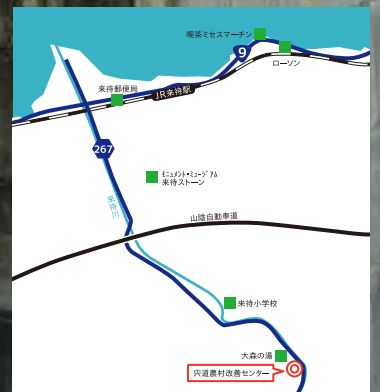 喫茶ミセスマーチン
9
ローソン
来待郵便局
JR来待駅
267
モニュメント・ミュージアム
来待ストーン
来待川
山陰自動車道
来待小学校
大森の湯
宍道農村改善センター